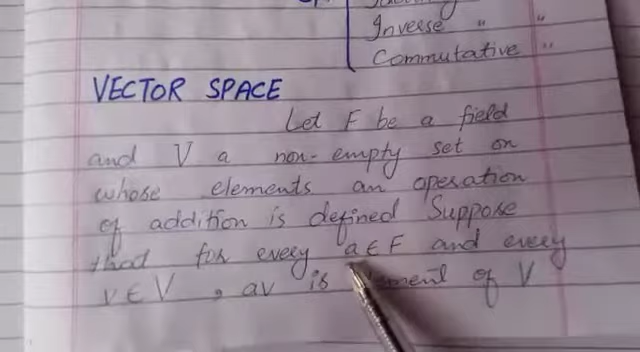 Inverse " "
Commutative "
VECTOR SPACE
Let F be a field
and V a non-empty set on
whose elements an operation
of addition is defined Suppose
that for every a ∈ F and every
v ∈ V , av is element of V